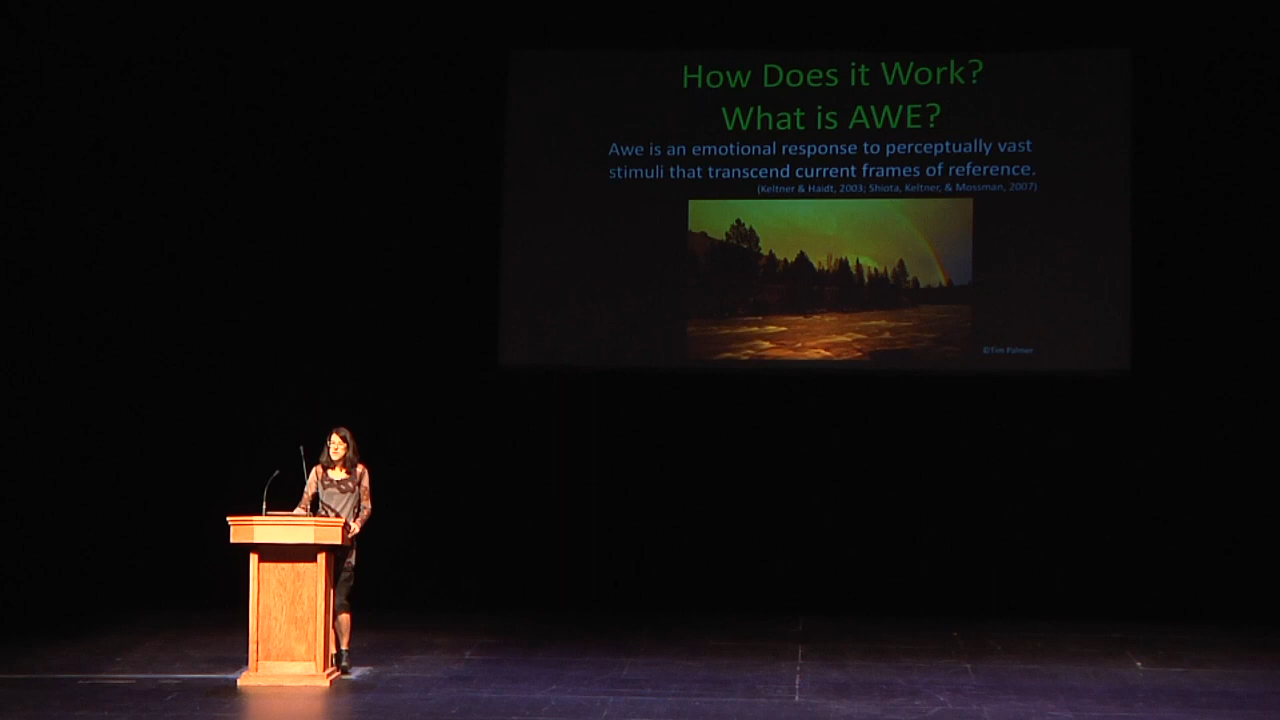 How Does it Work?
What is AWE?
Awe is an emotional response to perceptually vast
stimuli that transcend current frames of reference.
(Keltner & Haidt, 2003; Shiota, Keltner, & Mossman, 2007)
©Tim Palmer